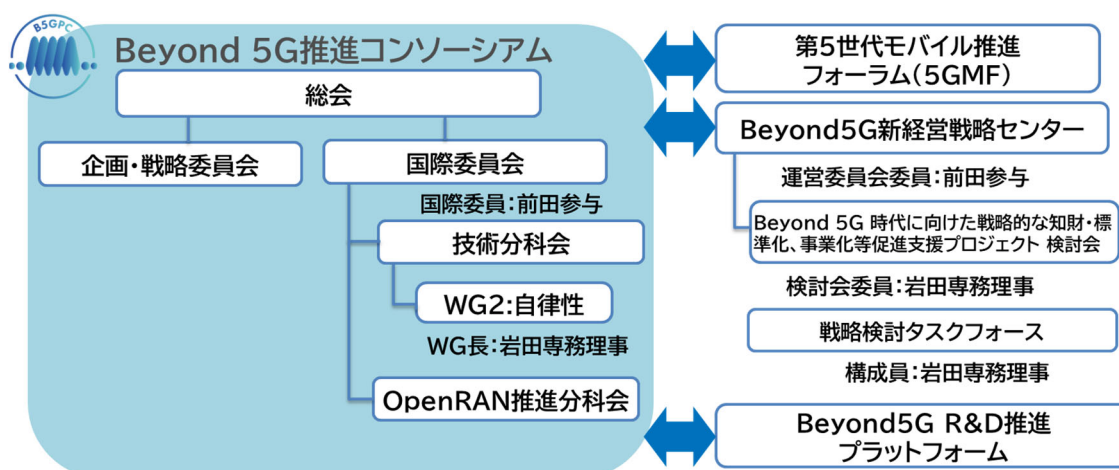 B5GPC
Beyond 5G推進コンソーシアム
総会
企画・戦略委員会
国際委員会
国際委員:前田参与
技術分科会
WG2:自律性
WG長:岩田専務理事
OpenRAN推進分科会
第5世代モバイル推進
フォーラム(5GMF)
Beyond5G新経営戦略センター
運営委員会委員:前田参与
Beyond 5G 時代に向けた戦略的な知財・標
準化、事業化等促進支援プロジェクト 検討会
検討会委員:岩田専務理事
戦略検討タスクフォース
構成員:岩田専務理事
Beyond5G R&D推進
プラットフォーム